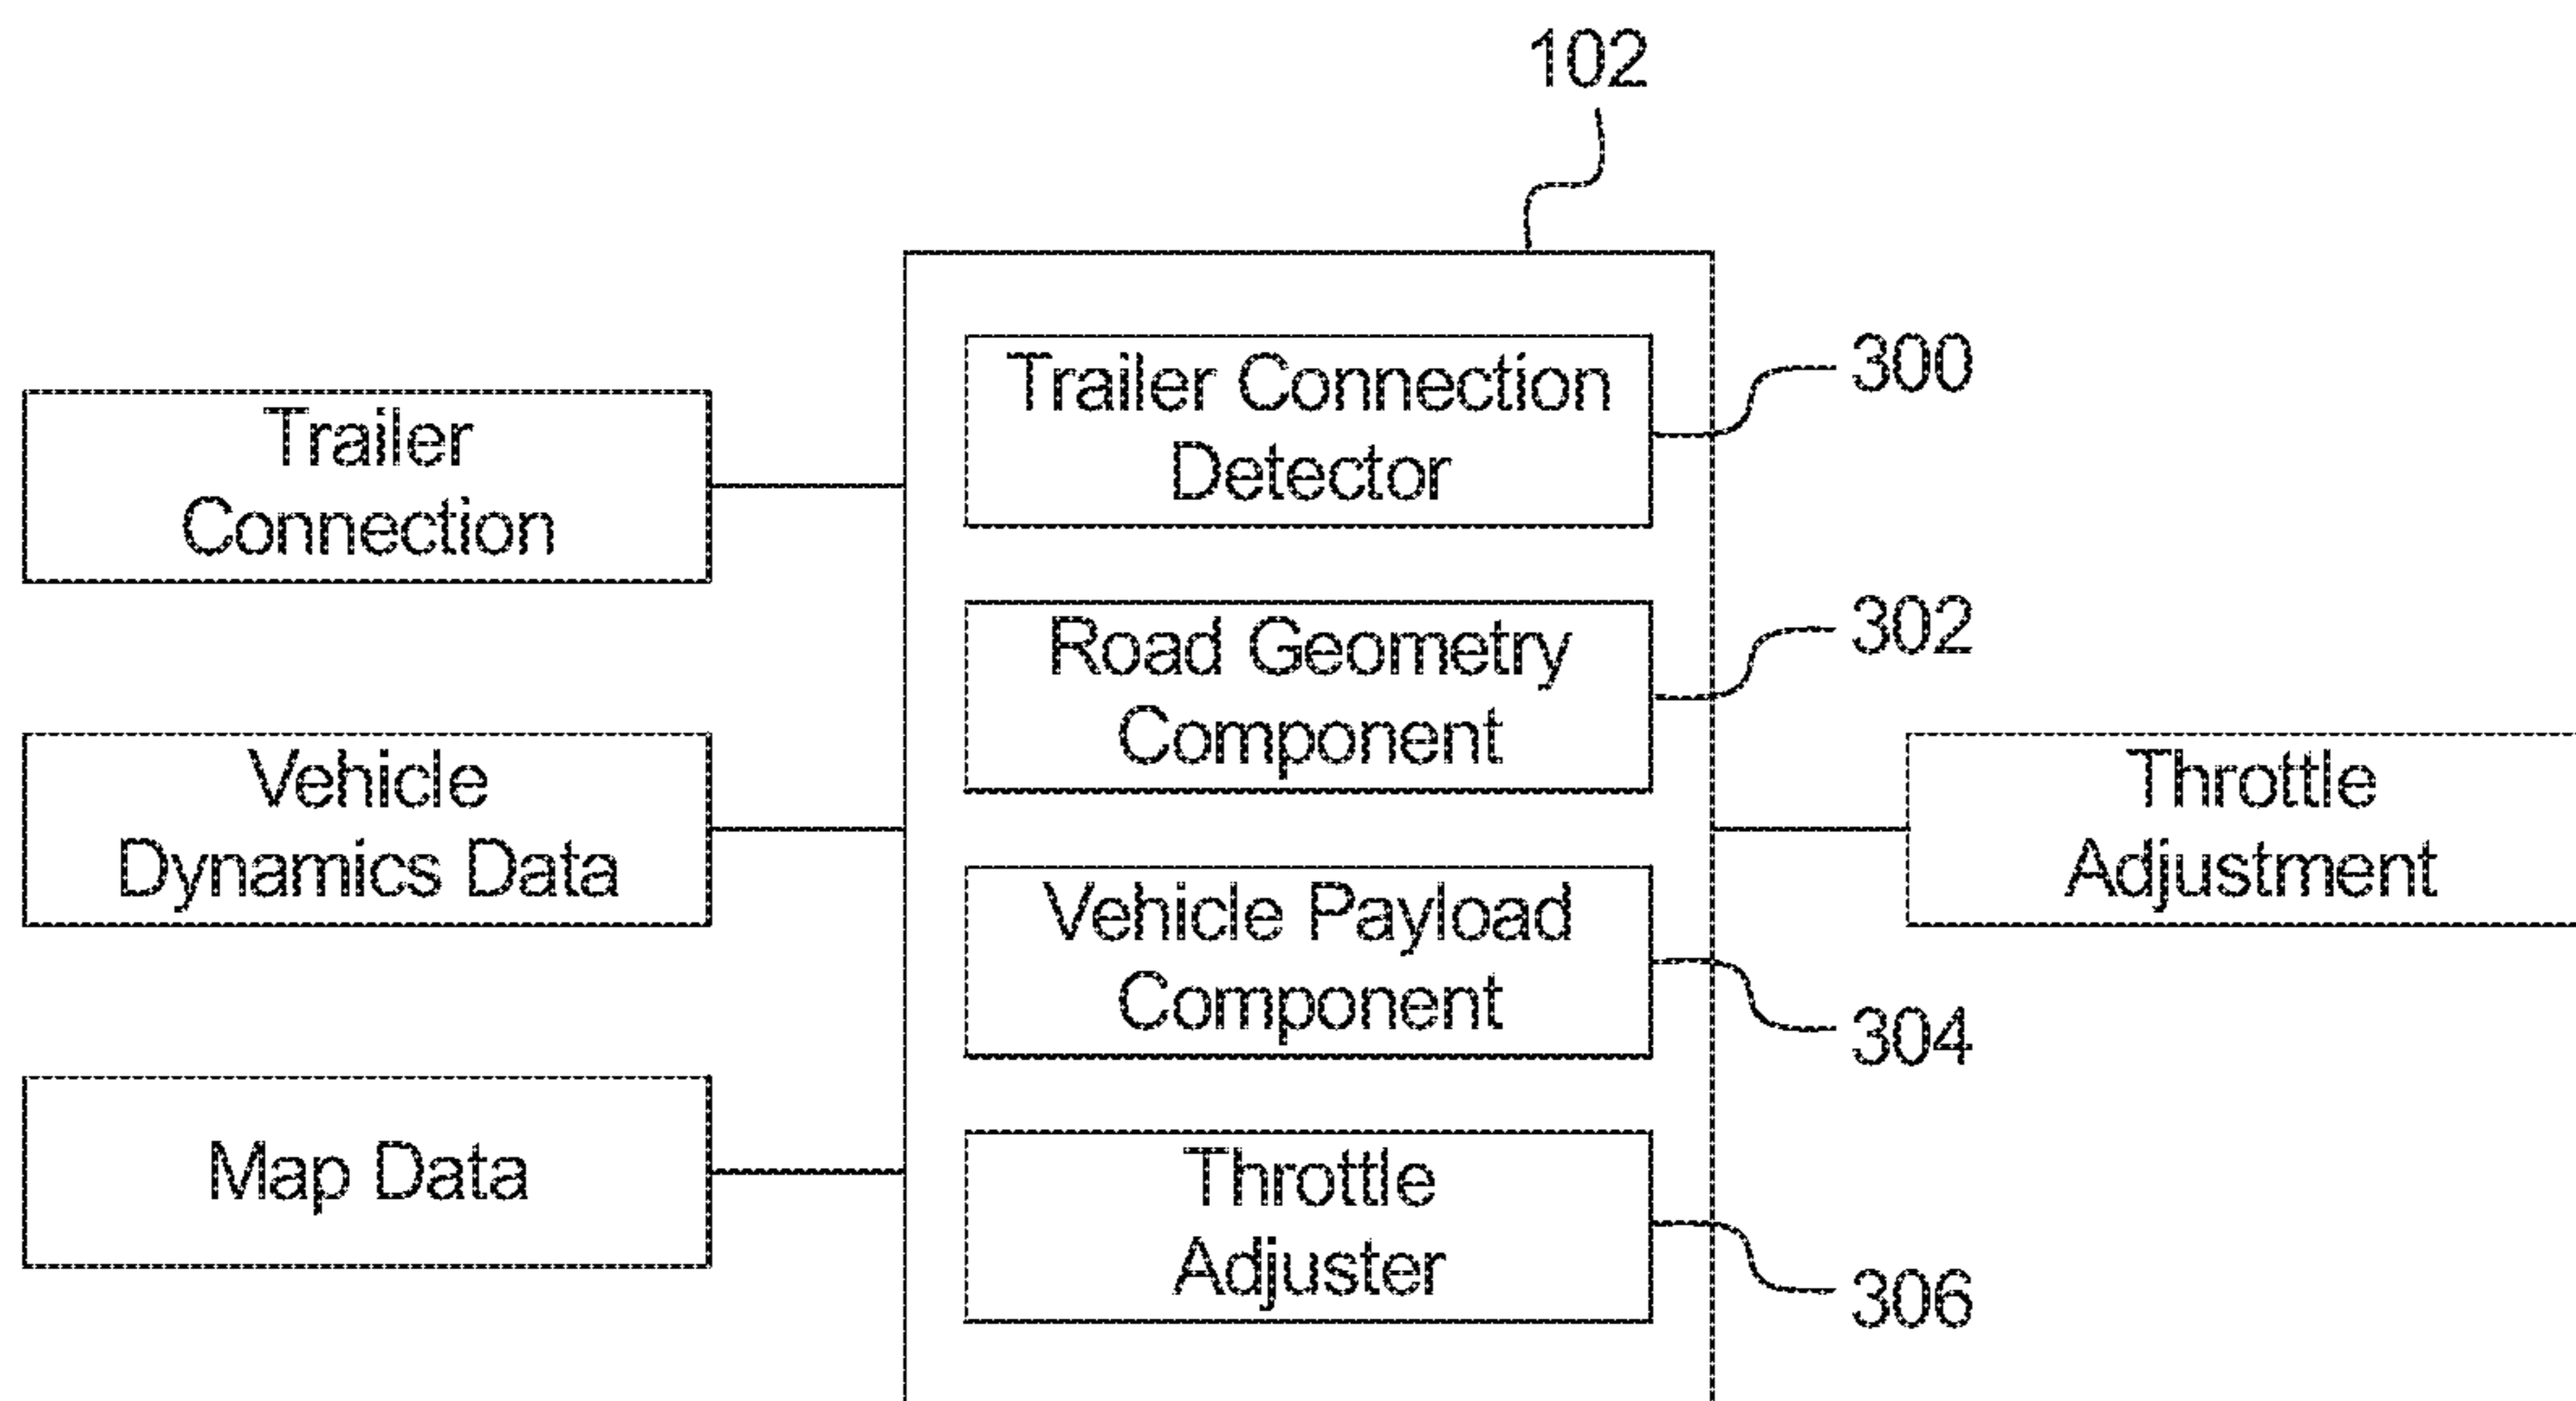 102
Trailer Connection
Detector
300
Trailer
Connection
Road Geometry
Component
302
Vehicle
Dynamics Data
Throttle
Adjustment
Vehicle Payload
Component
304
Map Data
Throttle
Adjuster
306